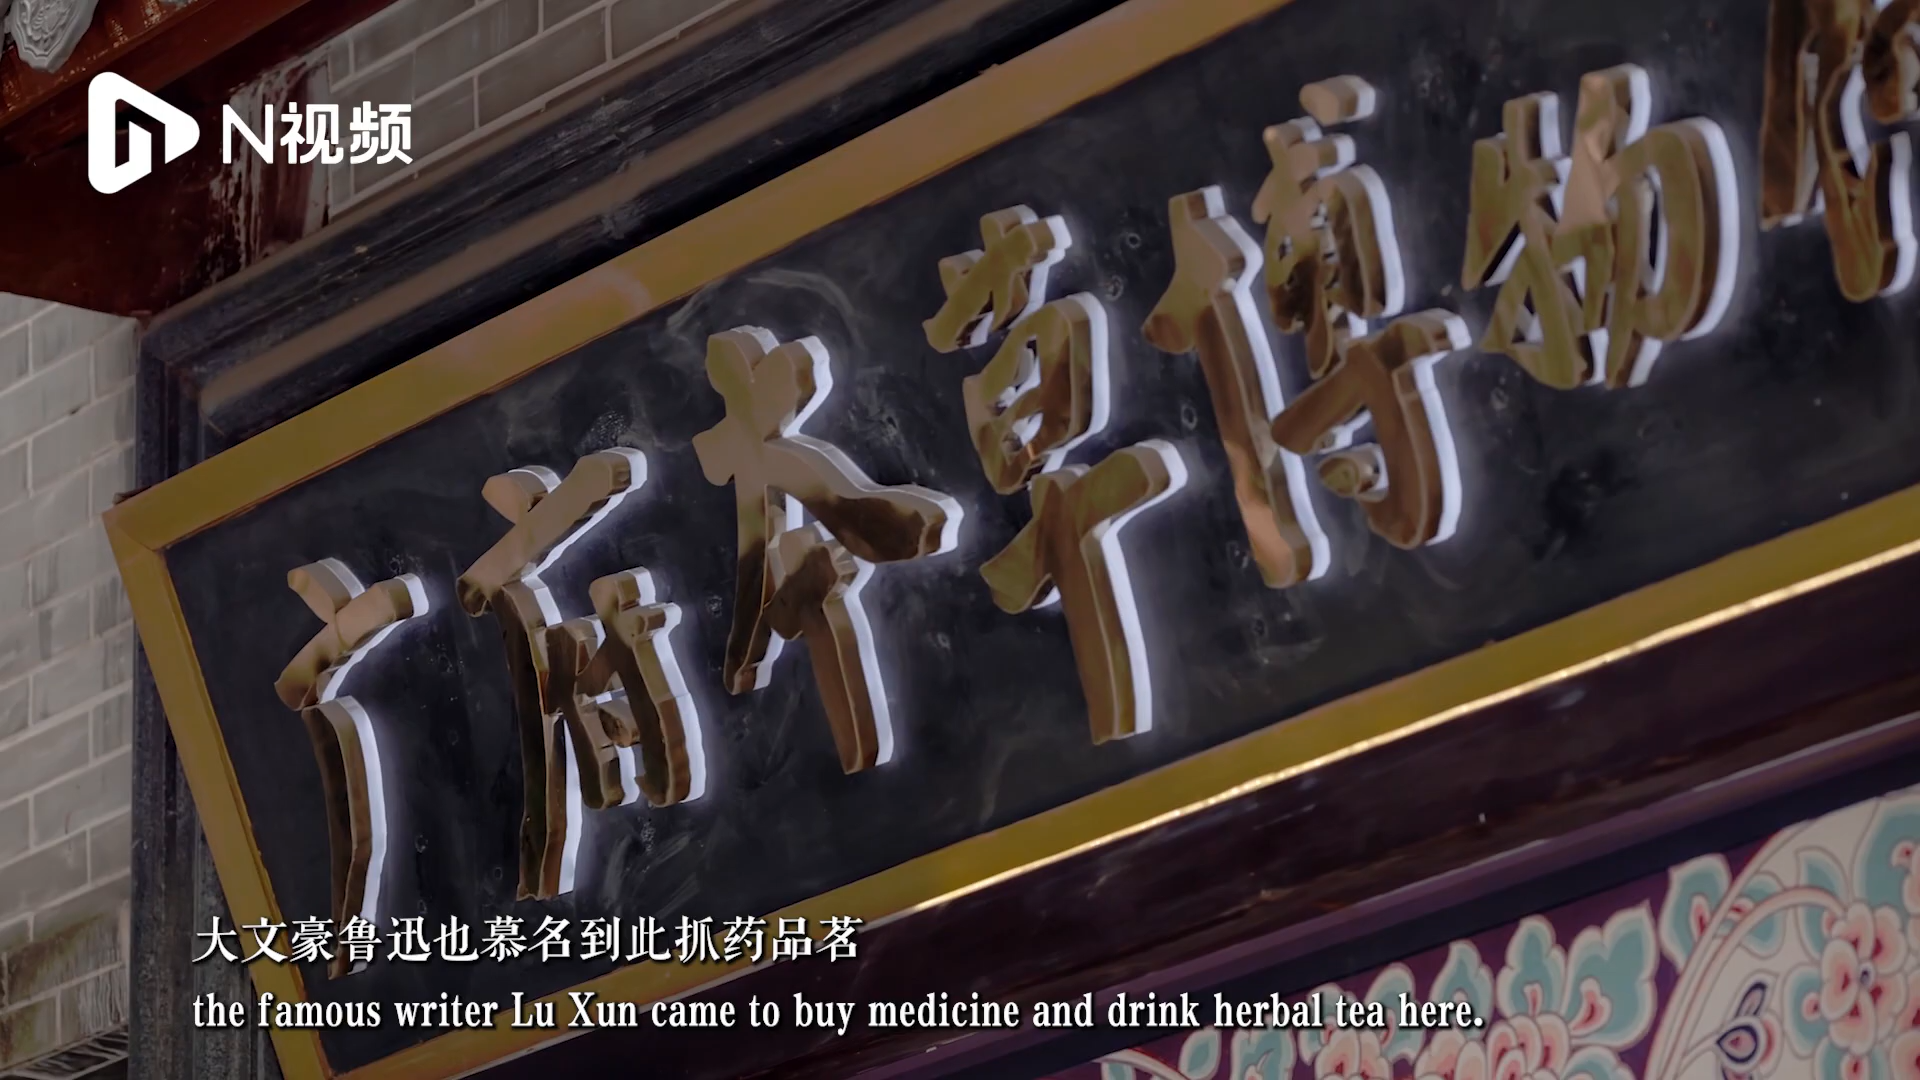 N视频
广府本草博物馆
大文豪鲁迅也慕名到此抓药品茗
the famous writer Lu Xun came to buy medicine and drink herbal tea here.